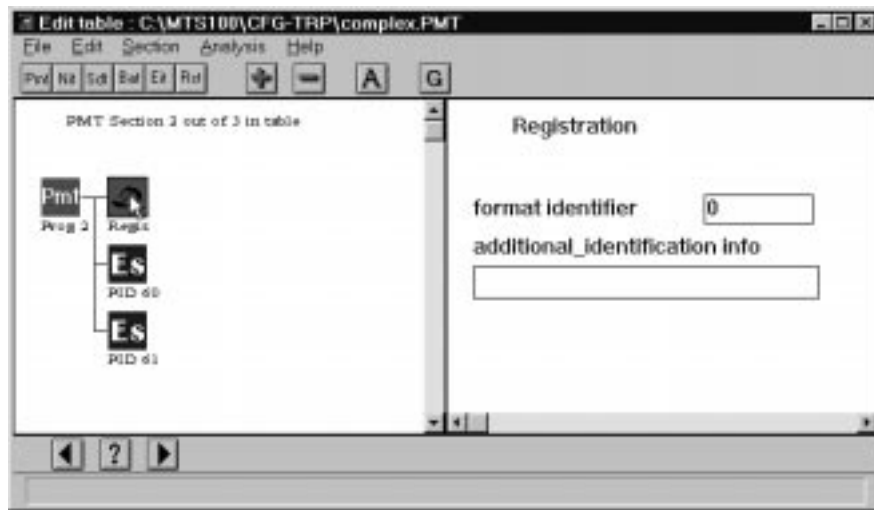 Edit table : C:\MTS100\CFG-TRP\complex.PMT
File Edit Section Analysis Help
Pmt Nit Sdt Bat Eit Rst A G
PMT Section 2 out of 3 in table
Pmt
Prog 2 Regis
Es
PID 60
Es
PID 61
Registration
format identifier 0
additional_identification info
?